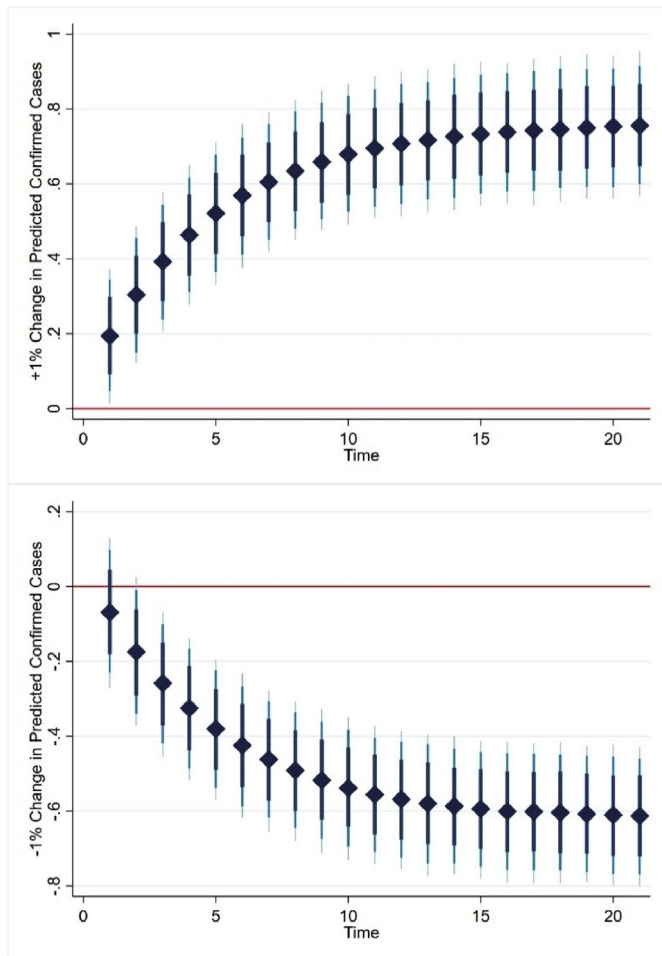 +1% Change in Predicted Confirmed Cases
1
.8
.6
.4
.2
0
0 5 10 15 20
Time
-1% Change in Predicted Confirmed Cases
.2
0
-.2
-.4
-.6
-.8
0 5 10 15 20
Time